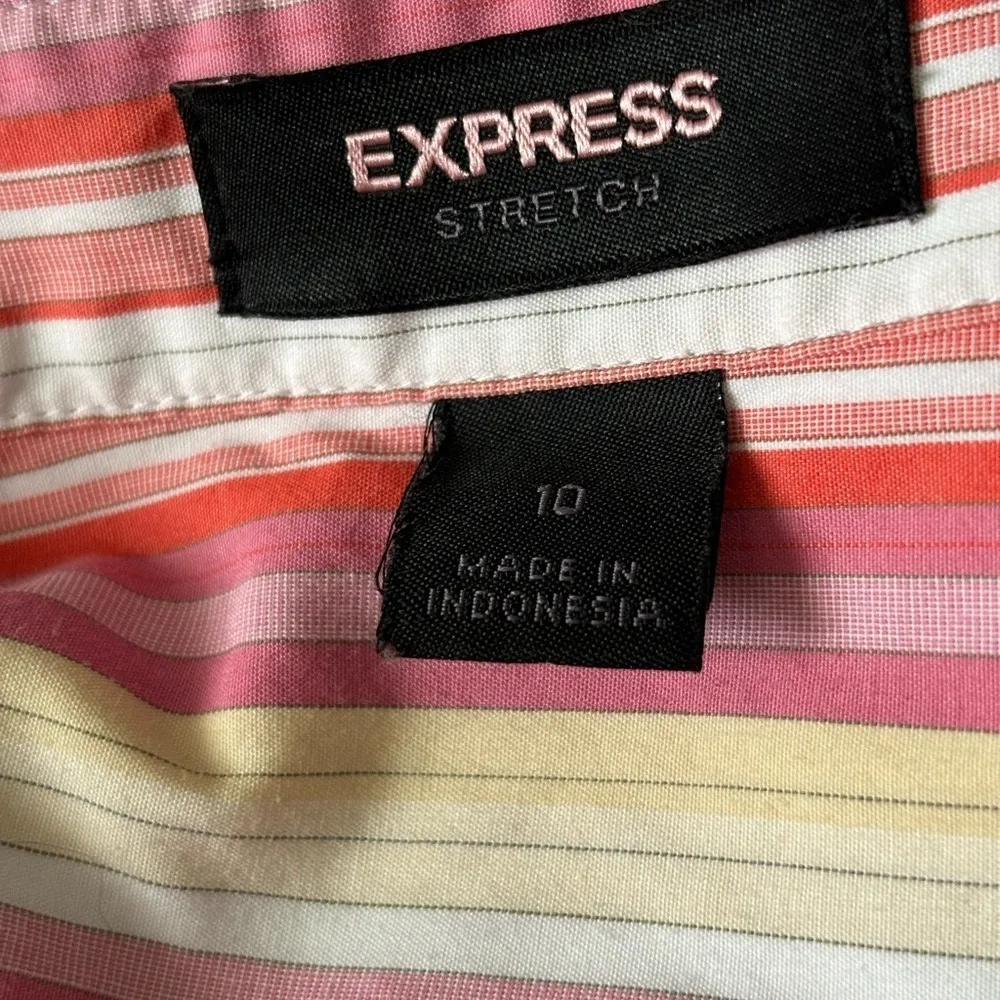 EXPRESS
STRETCH
10
MADE IN
INDONESIA